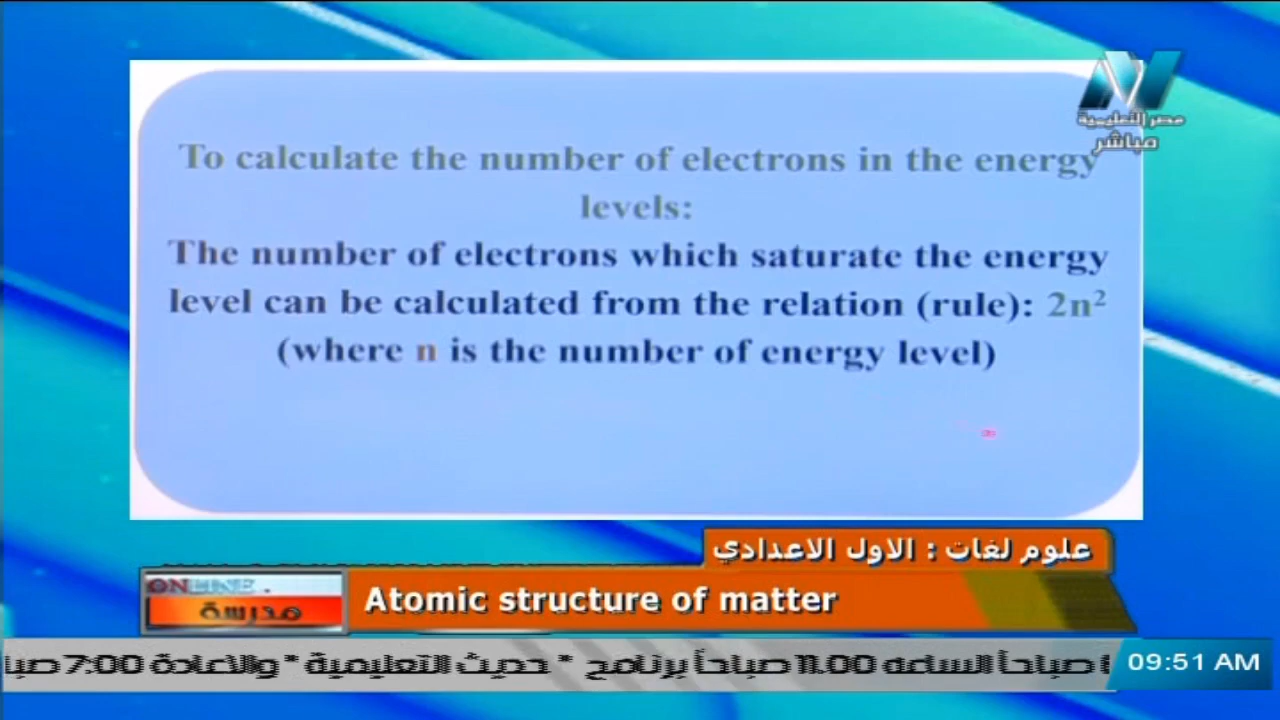 مصر التعليمية
مباشر
To calculate the number of electrons in the energy
levels:
The number of electrons which saturate the energy
level can be calculated from the relation (rule): 2n²
(where n is the number of energy level)
علوم لغات : الاول الاعدادي
ONLINE
مدرسة
Atomic structure of matter
صباحاً الساعه 11.00 صباحاً برنامج " حديث التعليمية " والاعادة 7:00
09:51 AM